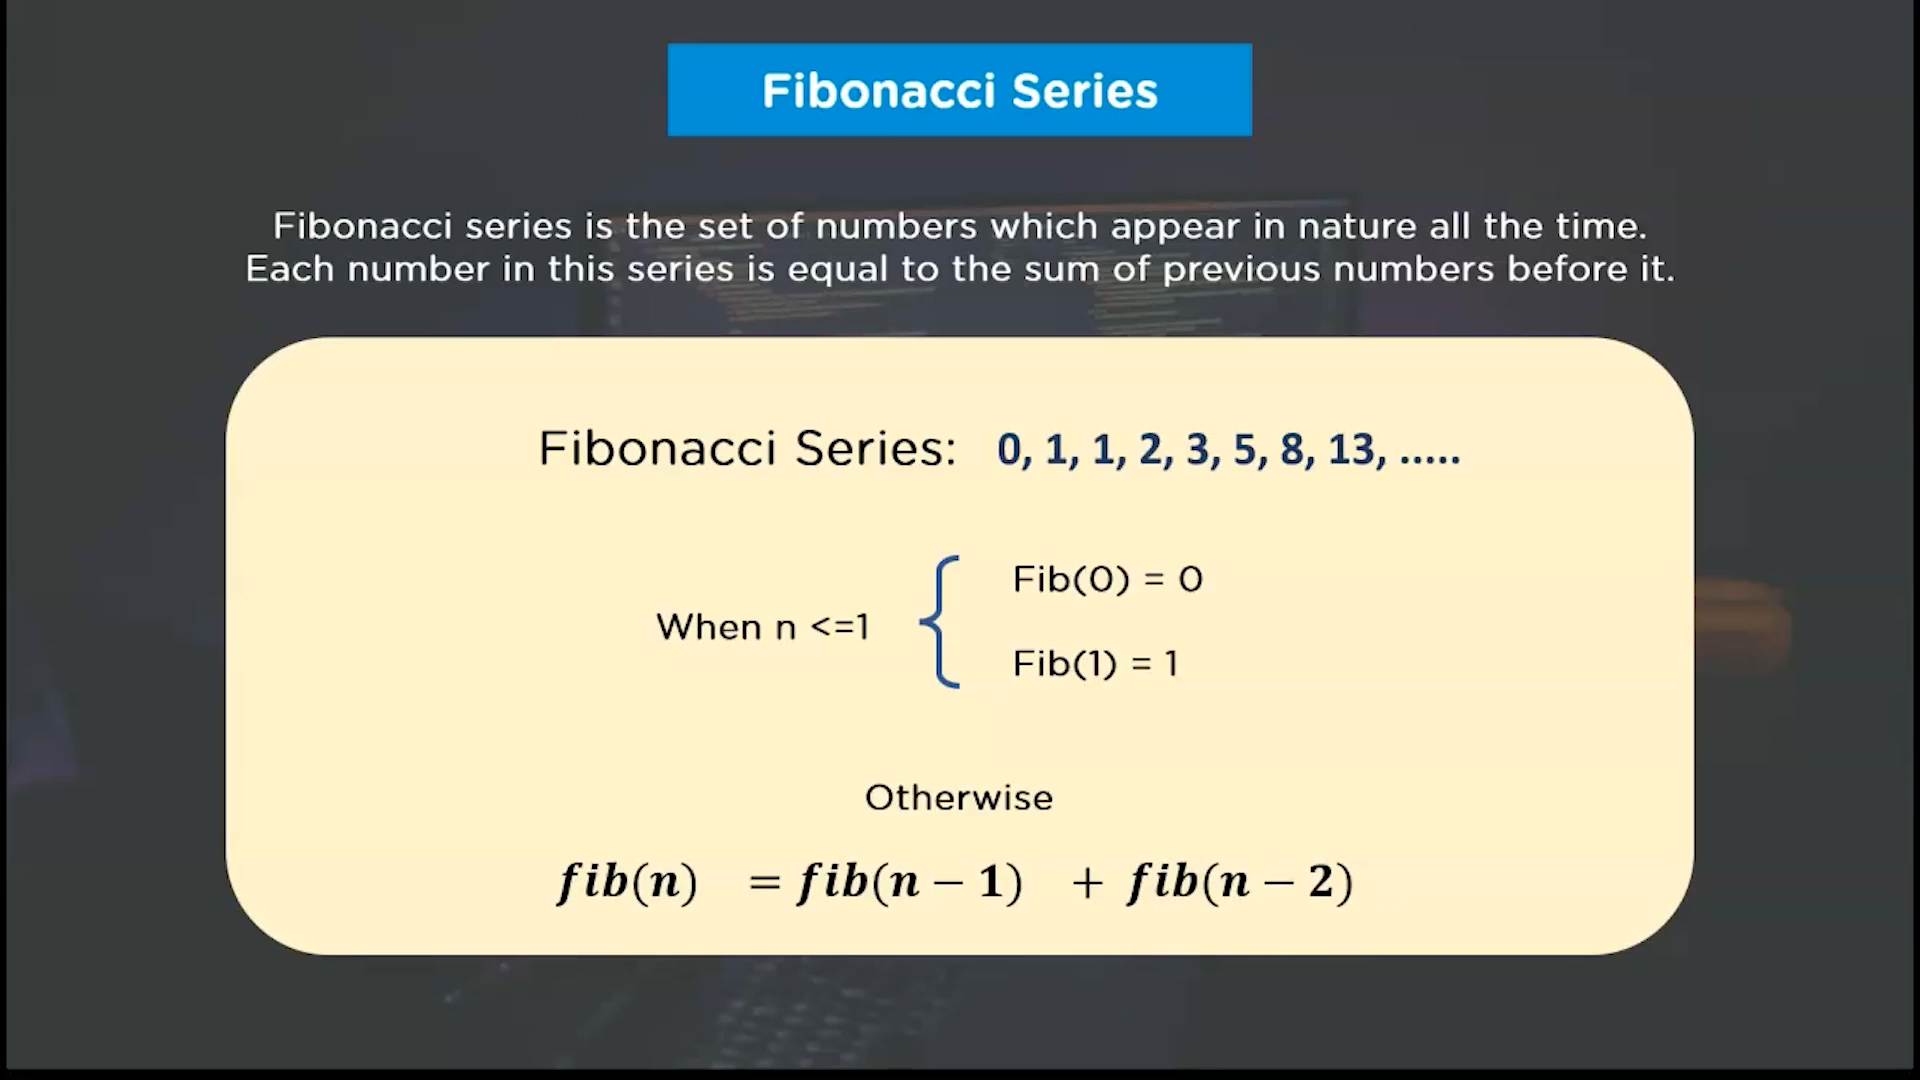 Fibonacci Series
Fibonacci series is the set of numbers which appear in nature all the time.
Each number in this series is equal to the sum of previous numbers before it.
Fibonacci Series: 0, 1, 1, 2, 3, 5, 8, 13, .....
Fib(0) = 0
When n <=1
Fib(1) = 1
Otherwise
fib(n) = fib(n − 1) + fib(n − 2)